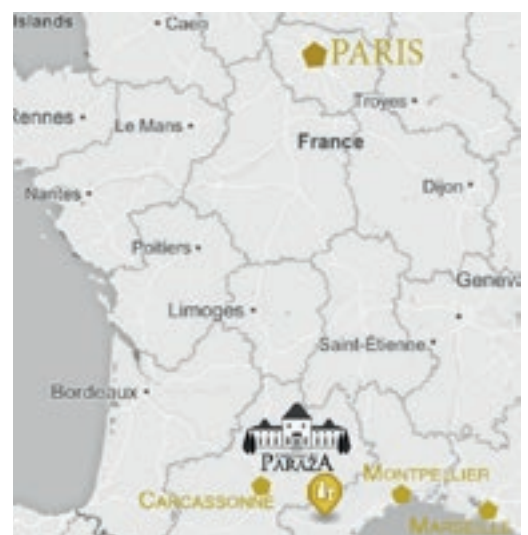 Islands
Caen
PARIS
Troyes
Rennes
Le Mans
France
Nantes
Dijon
Poitiers
Geneva
Limoges
Saint-Étienne
Bordeaux
PARAZA
MONTPELLIER
CARCASSONNE
MARSEILLE